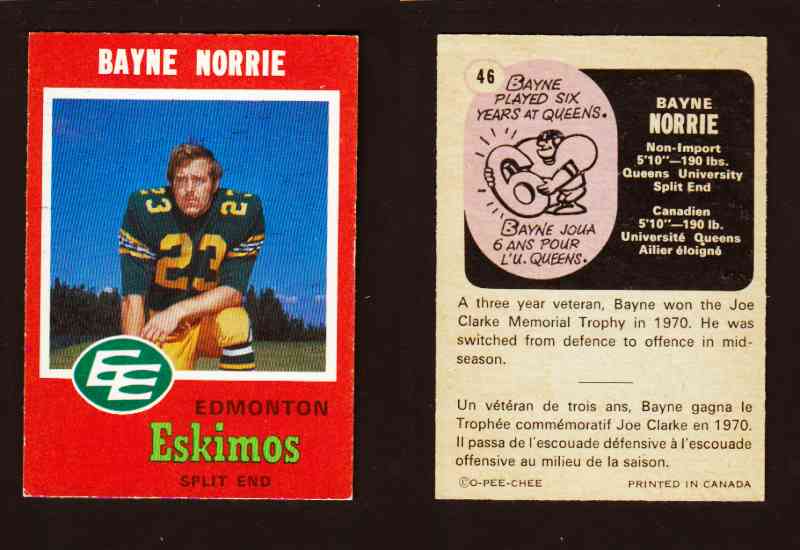 BAYNE NORRIE
23
23
23
EE
EDMONTON
Eskimos
SPLIT END
46
BAYNE
PLAYED SIX
YEARS AT QUEENS.
6
BAYNE JOUA
6 ANS POUR
L'U. QUEENS.
BAYNE
NORRIE
Non-Import
5'10"—190 lbs.
Queens University
Split End
Canadien
5'10"—190 lb.
Université Queens
Ailier éloigné
A three year veteran, Bayne won the Joe
Clarke Memorial Trophy in 1970. He was
switched from defence to offence in mid-
season.
Un vétéran de trois ans, Bayne gagna le
Trophée commémoratif Joe Clarke en 1970.
Il passa de l'escouade défensive à l'escouade
offensive au milieu de la saison.
©O-PEE-CHEE
PRINTED IN CANADA